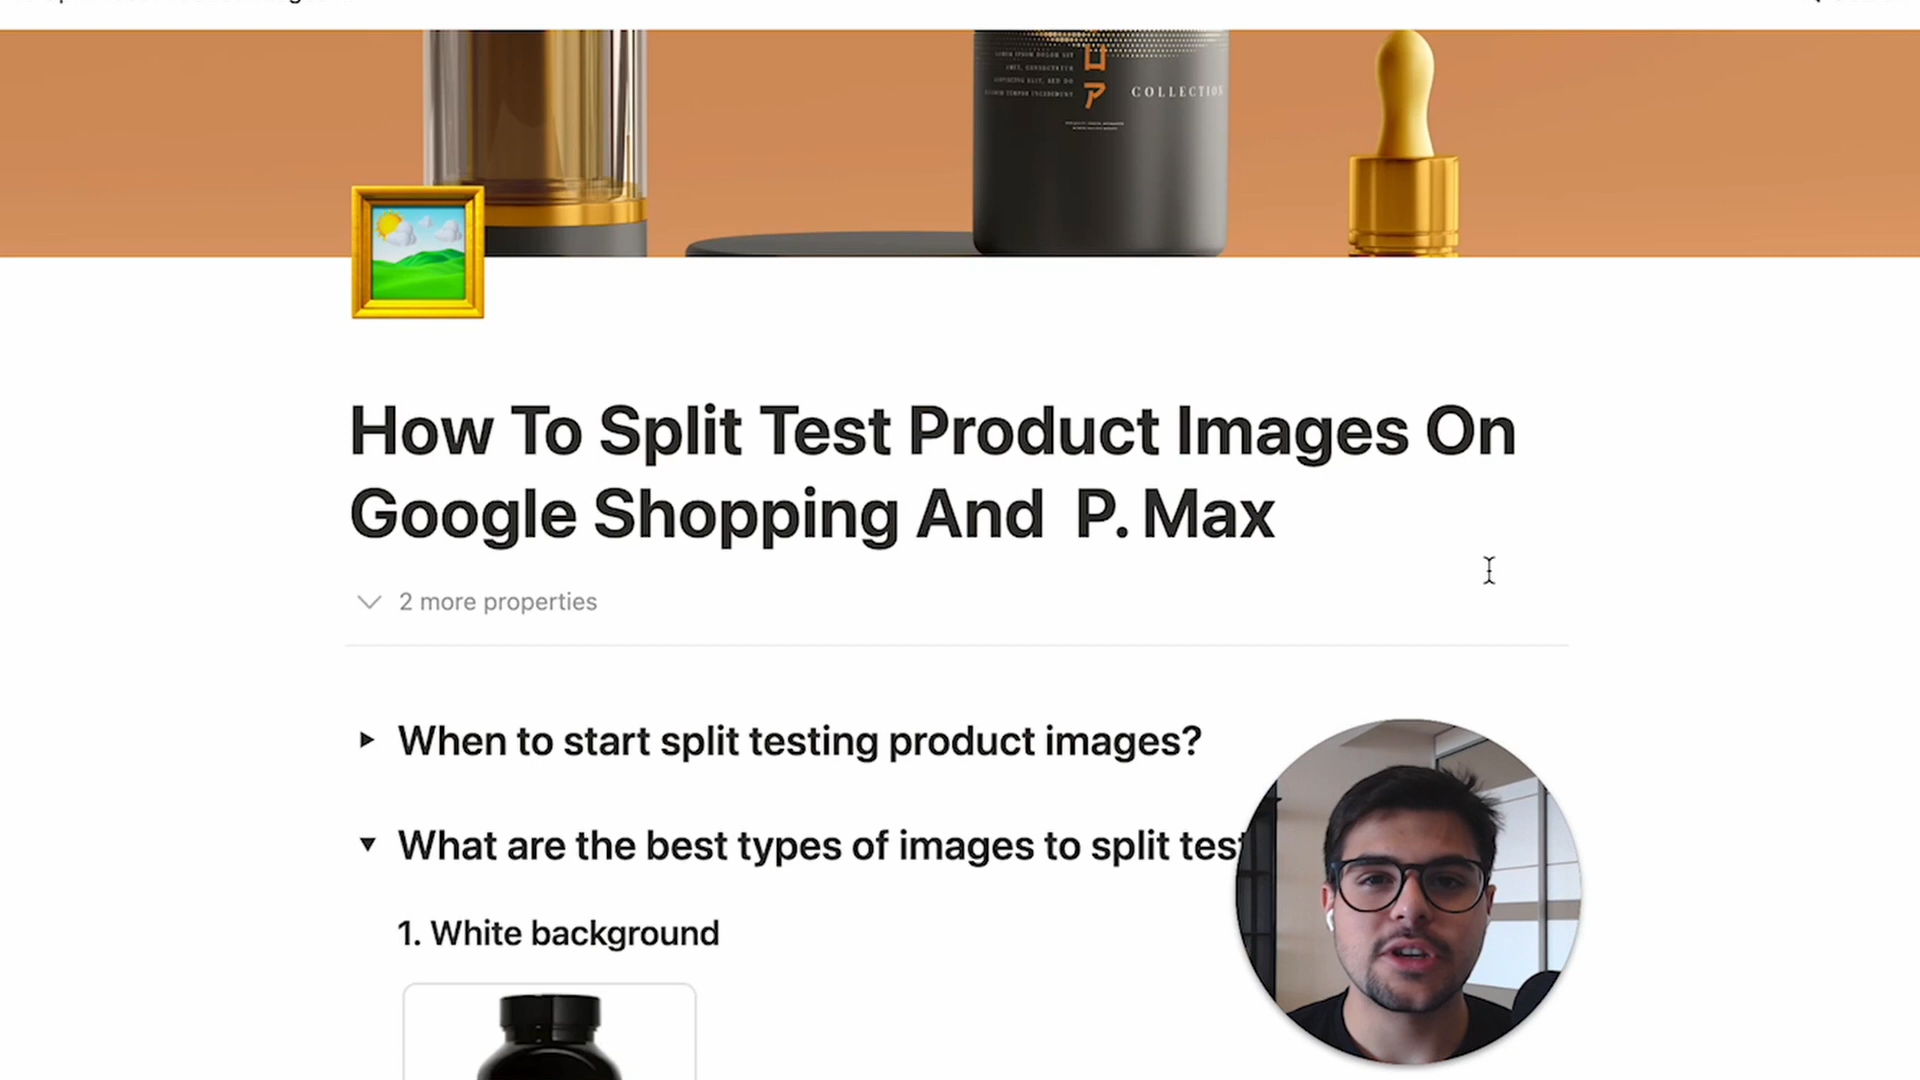 COLLECTION
How To Split Test Product Images On
Google Shopping And P. Max
2 more properties
When to start split testing product images?
What are the best types of images to split test
1. White background